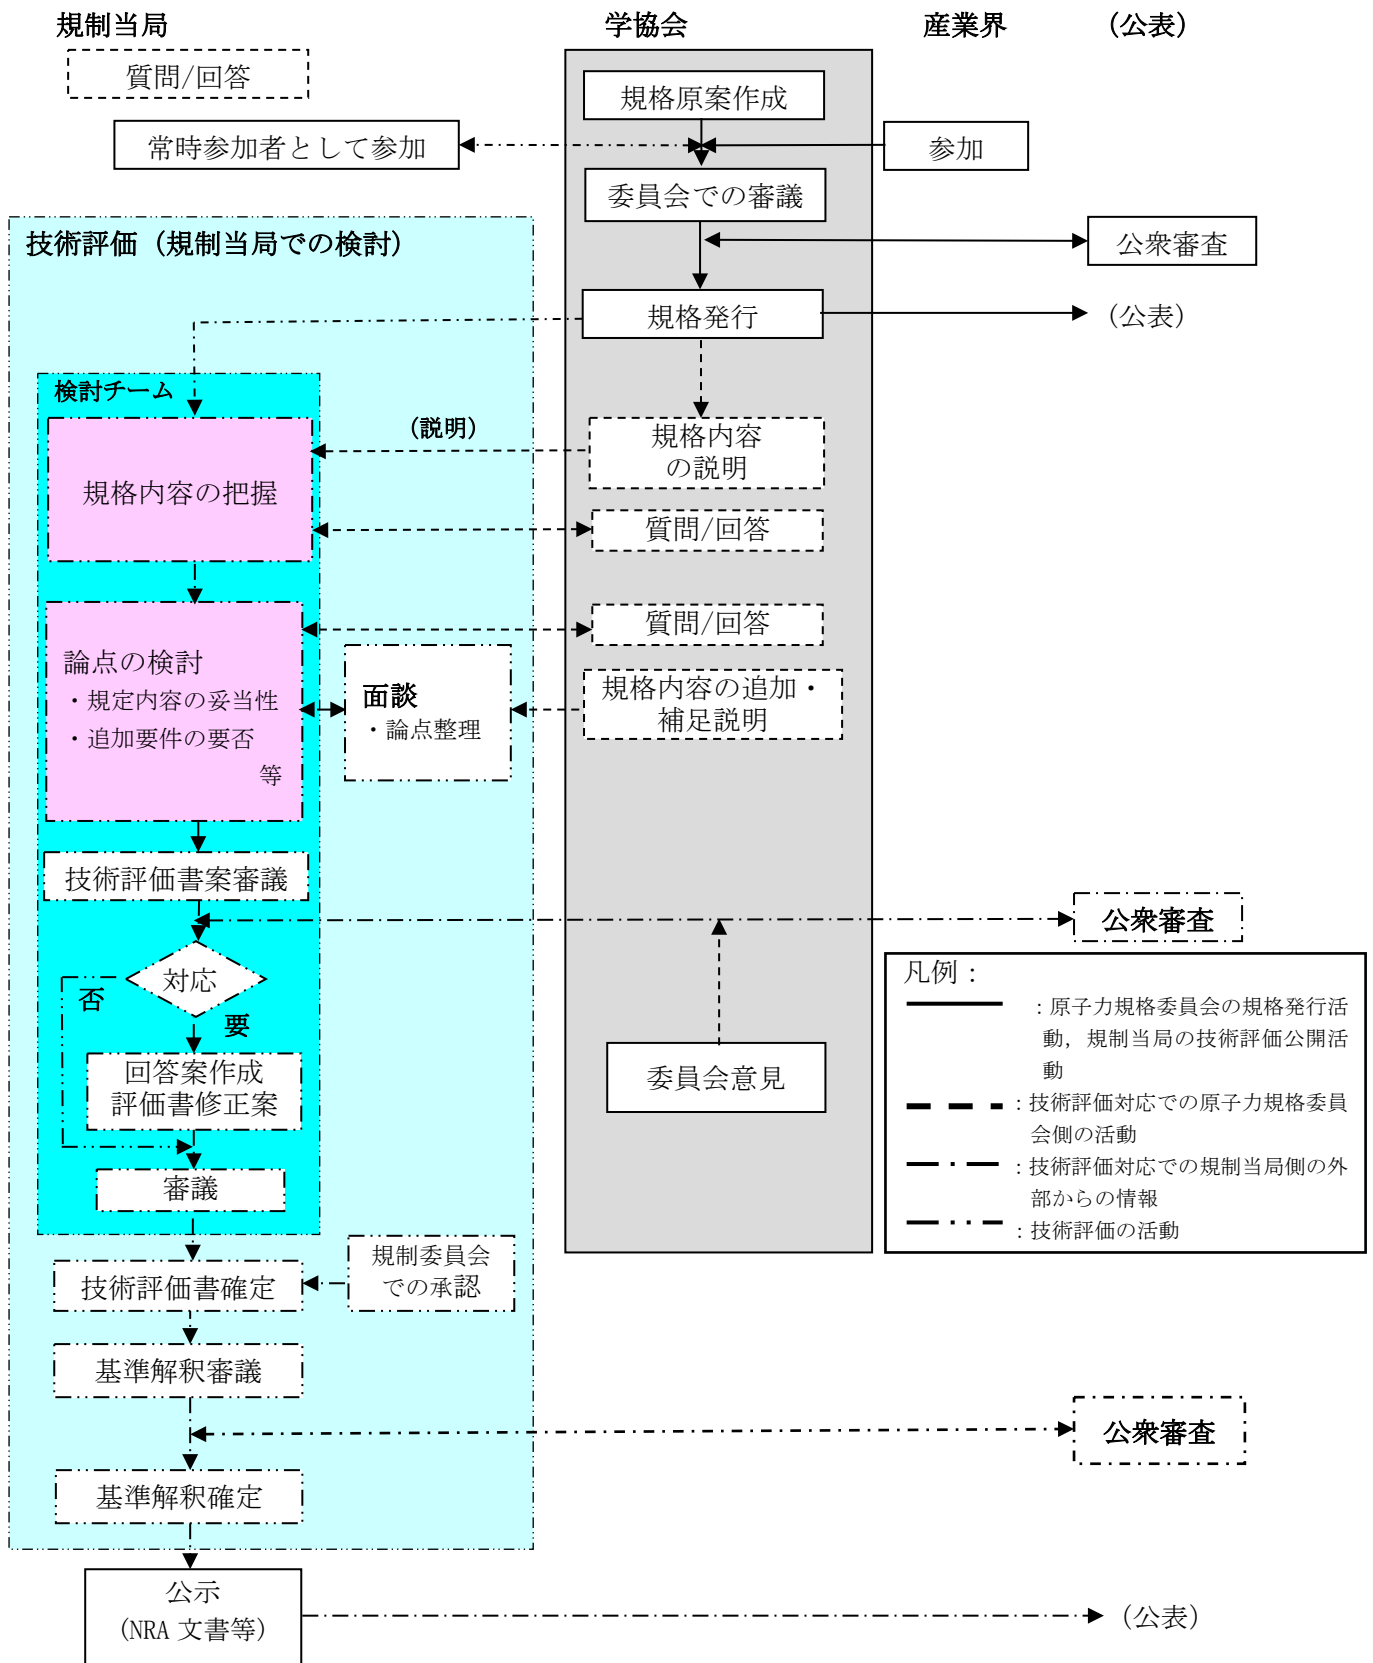 規制当局
学協会
産業界
（公表）
質問/回答
規格原案作成
常時参加者として参加
参加
委員会での審議
技術評価（規制当局での検討）
公衆審査
規格発行
（公表）
検討チーム
（説明）
規格内容
の説明
規格内容の把握
質問/回答
質問/回答
論点の検討
・規定内容の妥当性
・追加要件の要否
等
面談
・論点整理
規格内容の追加・
補足説明
技術評価書案審議
公衆審査
対応
否
要
回答案作成
評価書修正案
委員会意見
審議
凡例：
：原子力規格委員会の規格発行活
動，規制当局の技術評価公開活
動
：技術評価対応での原子力規格委員
会側の活動
：技術評価対応での規制当局側の外
部からの情報
：技術評価の活動
技術評価書確定
規制委員会
での承認
基準解釈審議
公衆審査
基準解釈確定
公示
（NRA 文書等）
（公表）